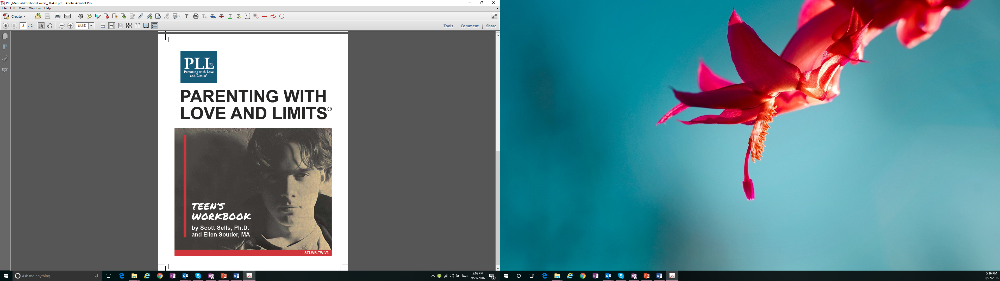 PLL_ManualWorkbookCovers_082416.pdf - Adobe Acrobat Pro
File Edit View Window Help
Create
2 / 2 84.5% Tools Comment Share
PLL
Parenting with Love
and Limits®
PARENTING WITH
LOVE AND LIMITS®
TEEN'S
WORKBOOK
by Scott Sells, Ph.D.
and Ellen Souder, MA
SFI-WB-TW-V3
Ask me anything
5:16 PM
9/27/2016
5:16 PM
9/27/2016